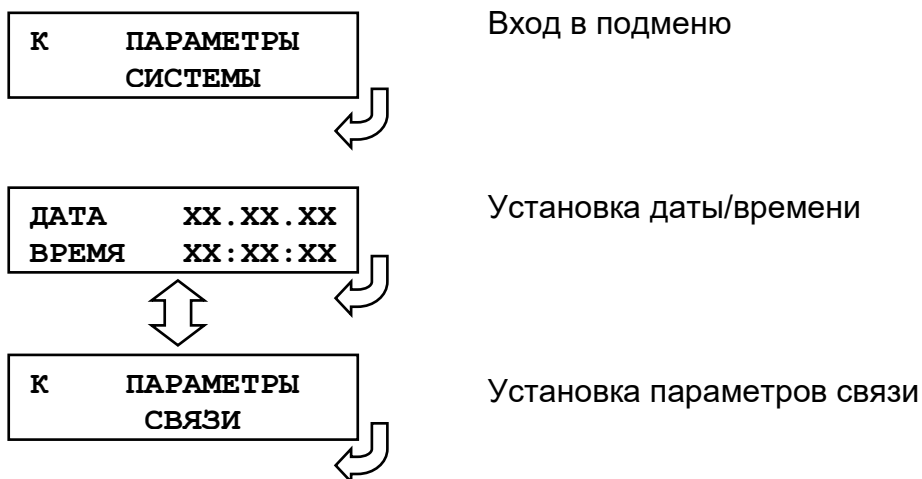 К ПАРАМЕТРЫ
СИСТЕМЫ
Вход в подменю
ДАТА XX.XX.XX
ВРЕМЯ XX:XX:XX
Установка даты/времени
К ПАРАМЕТРЫ
СВЯЗИ
Установка параметров связи